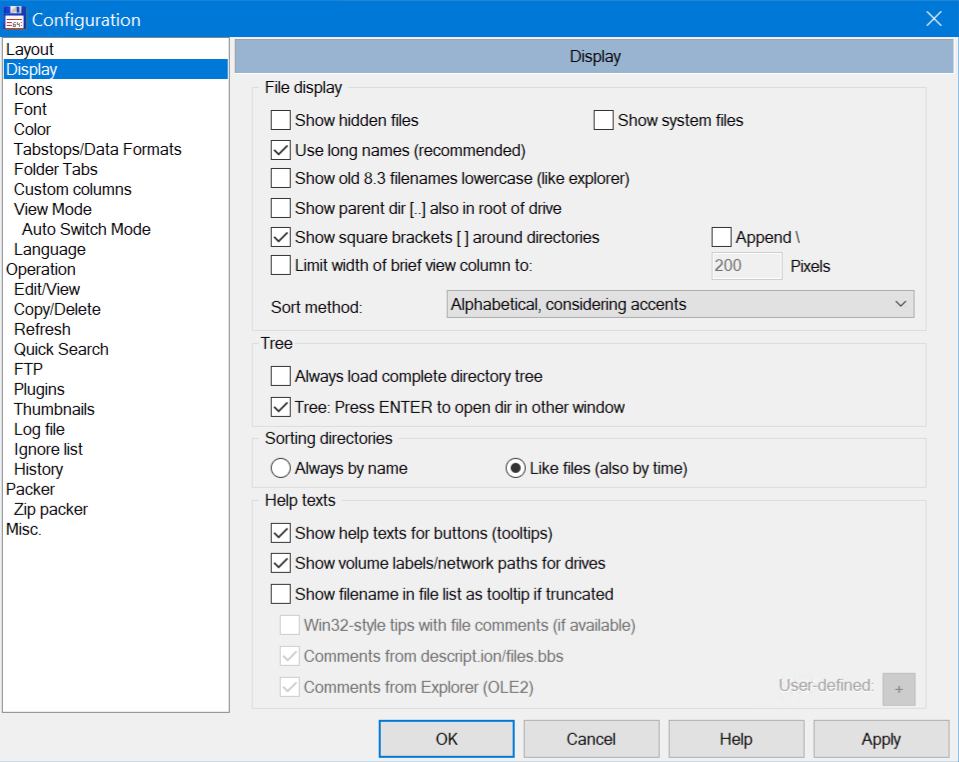 Configuration
Layout
Display
Icons
Font
Color
Tabstops/Data Formats
Folder Tabs
Custom columns
View Mode
Auto Switch Mode
Language
Operation
Edit/View
Copy/Delete
Refresh
Quick Search
FTP
Plugins
Thumbnails
Log file
Ignore list
History
Packer
Zip packer
Misc.
Display
File display
Show hidden files Show system files
Use long names (recommended)
Show old 8.3 filenames lowercase (like explorer)
Show parent dir [..] also in root of drive
Show square brackets [ ] around directories Append \
Limit width of brief view column to: 200 Pixels
Sort method: Alphabetical, considering accents
Tree
Always load complete directory tree
Tree: Press ENTER to open dir in other window
Sorting directories
Always by name Like files (also by time)
Help texts
Show help texts for buttons (tooltips)
Show volume labels/network paths for drives
Show filename in file list as tooltip if truncated
Win32-style tips with file comments (if available)
Comments from descript.ion/files.bbs
Comments from Explorer (OLE2) User-defined: +
OK Cancel Help Apply